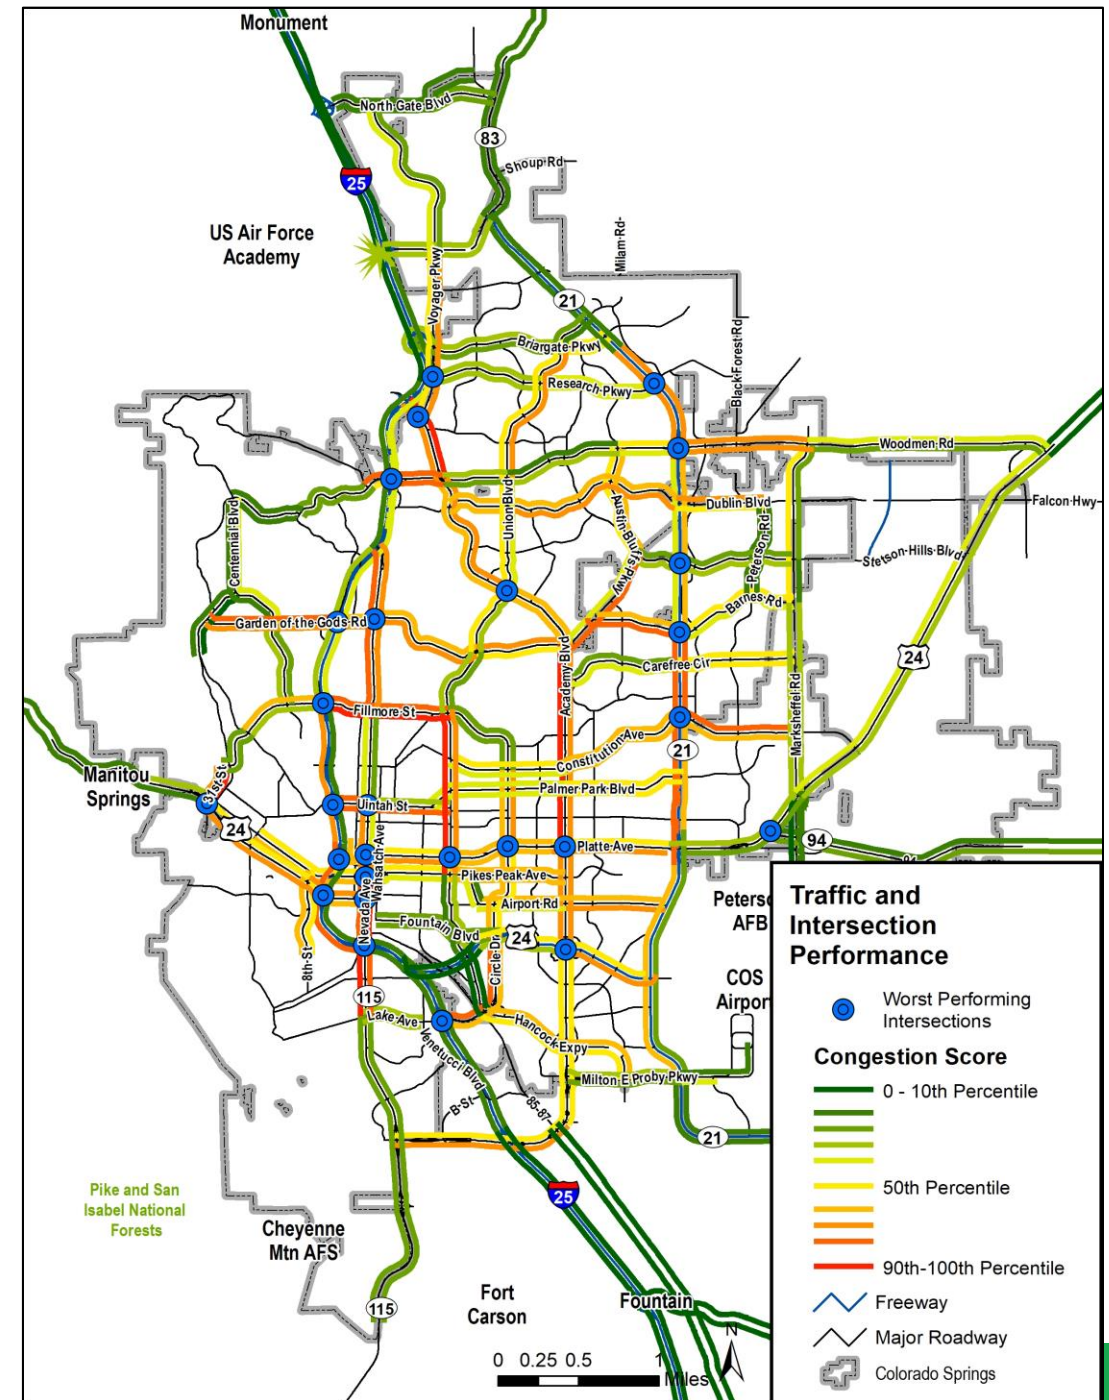 Monument
North Gate Blvd
83
Shoup Rd
25
US Air Force
Academy
Milam Rd
Voyager Pkwy
21
Briargate Pkwy
Black Forest Rd
Research Pkwy
Woodmen Rd
Centennial Blvd
Union Blvd
Austin Bluffs Pkwy
Dublin Blvd
Falcon Hwy
Peterson Rd
Stetson Hills Blvd
Barnes Rd
Garden of the Gods Rd
Academy Blvd
Carefree Cir
24
Marksheffel Rd
Fillmore St
Constitution Ave
21
Manitou
Springs
31st St
Palmer Park Blvd
Uintah St
24
Wahsatch Ave
Platte Ave
94
Pikes Peak Ave
Nevada Ave
Airport Rd
Fountain Blvd
24
8th St
Circle Dr
115
Lake Ave
Venetucci Blvd
Hancock Expy
Milton E Proby Pkwy
B St
85-87
21
25
Pike and San
Isabel National
Forests
Cheyenne
Mtn AFS
115
Fort
Carson
Fountain
N
0 0.25 0.5 1
Miles
AFB
COS
Traffic and
Intersection
Performance
Worst Performing
Intersections
Congestion Score
0 - 10th Percentile
50th Percentile
90th-100th Percentile
Freeway
Major Roadway
Colorado Springs